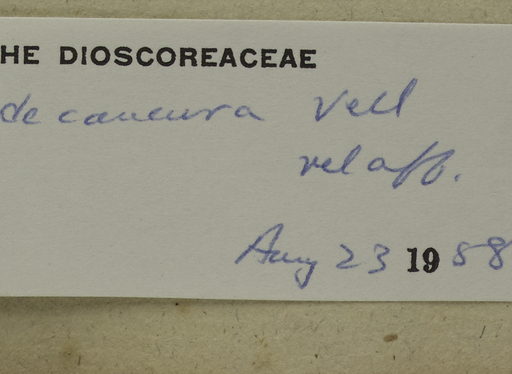 HE DIOSCOREACEAE
decaneura Vell
vel aff.
Aug 23 1958